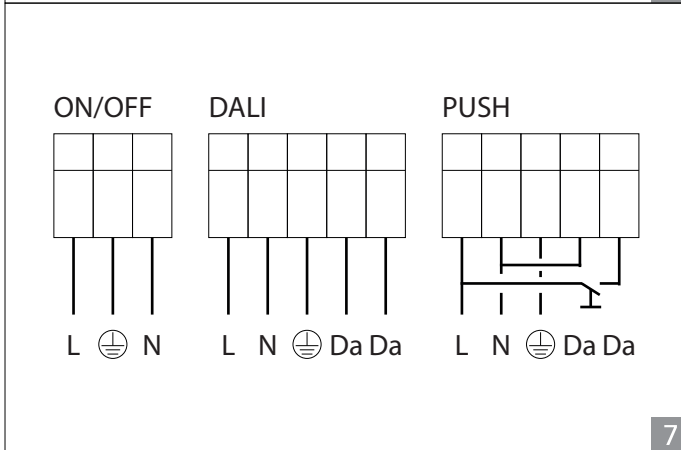 ON/OFF DALI PUSH
L ⏚ N L N ⏚ Da Da L N ⏚ Da Da
7